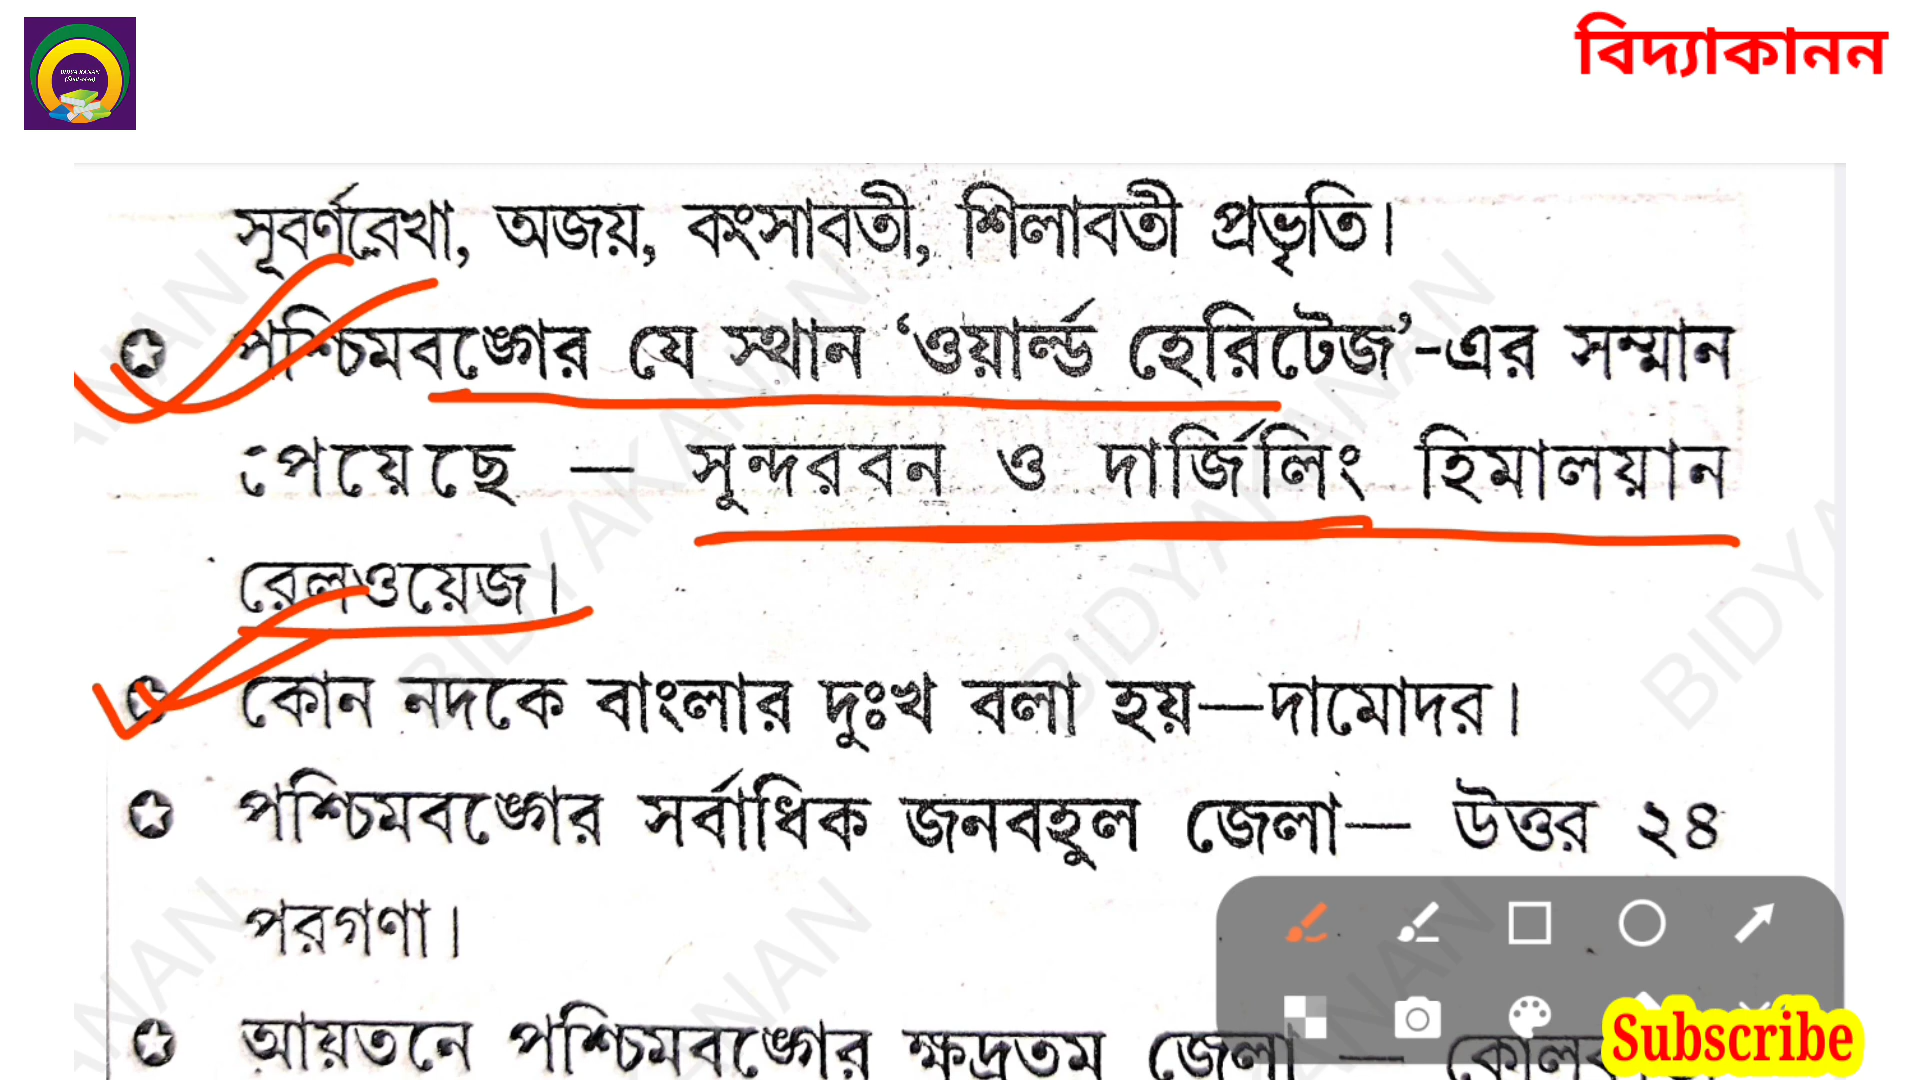 বিদ্যাকানন
সূবর্ণরেখা, অজয়, কংসাবতী, শিলাবতী প্রভৃতি।
পশ্চিমবঙ্গের যে স্থান ‘ওয়ার্ল্ড হেরিটেজ’-এর সম্মান
পেয়েছে — সুন্দরবন ও দার্জিলিং হিমালয়ান
রেলওয়েজ।
কোন নদকে বাংলার দুঃখ বলা হয়—দামোদর।
পশ্চিমবঙ্গের সর্বাধিক জনবহুল জেলা— উত্তর ২৪
পরগণা।
আয়তনে পশ্চিমবঙ্গের ক্ষুদ্রতম জেলা —
Subscribe